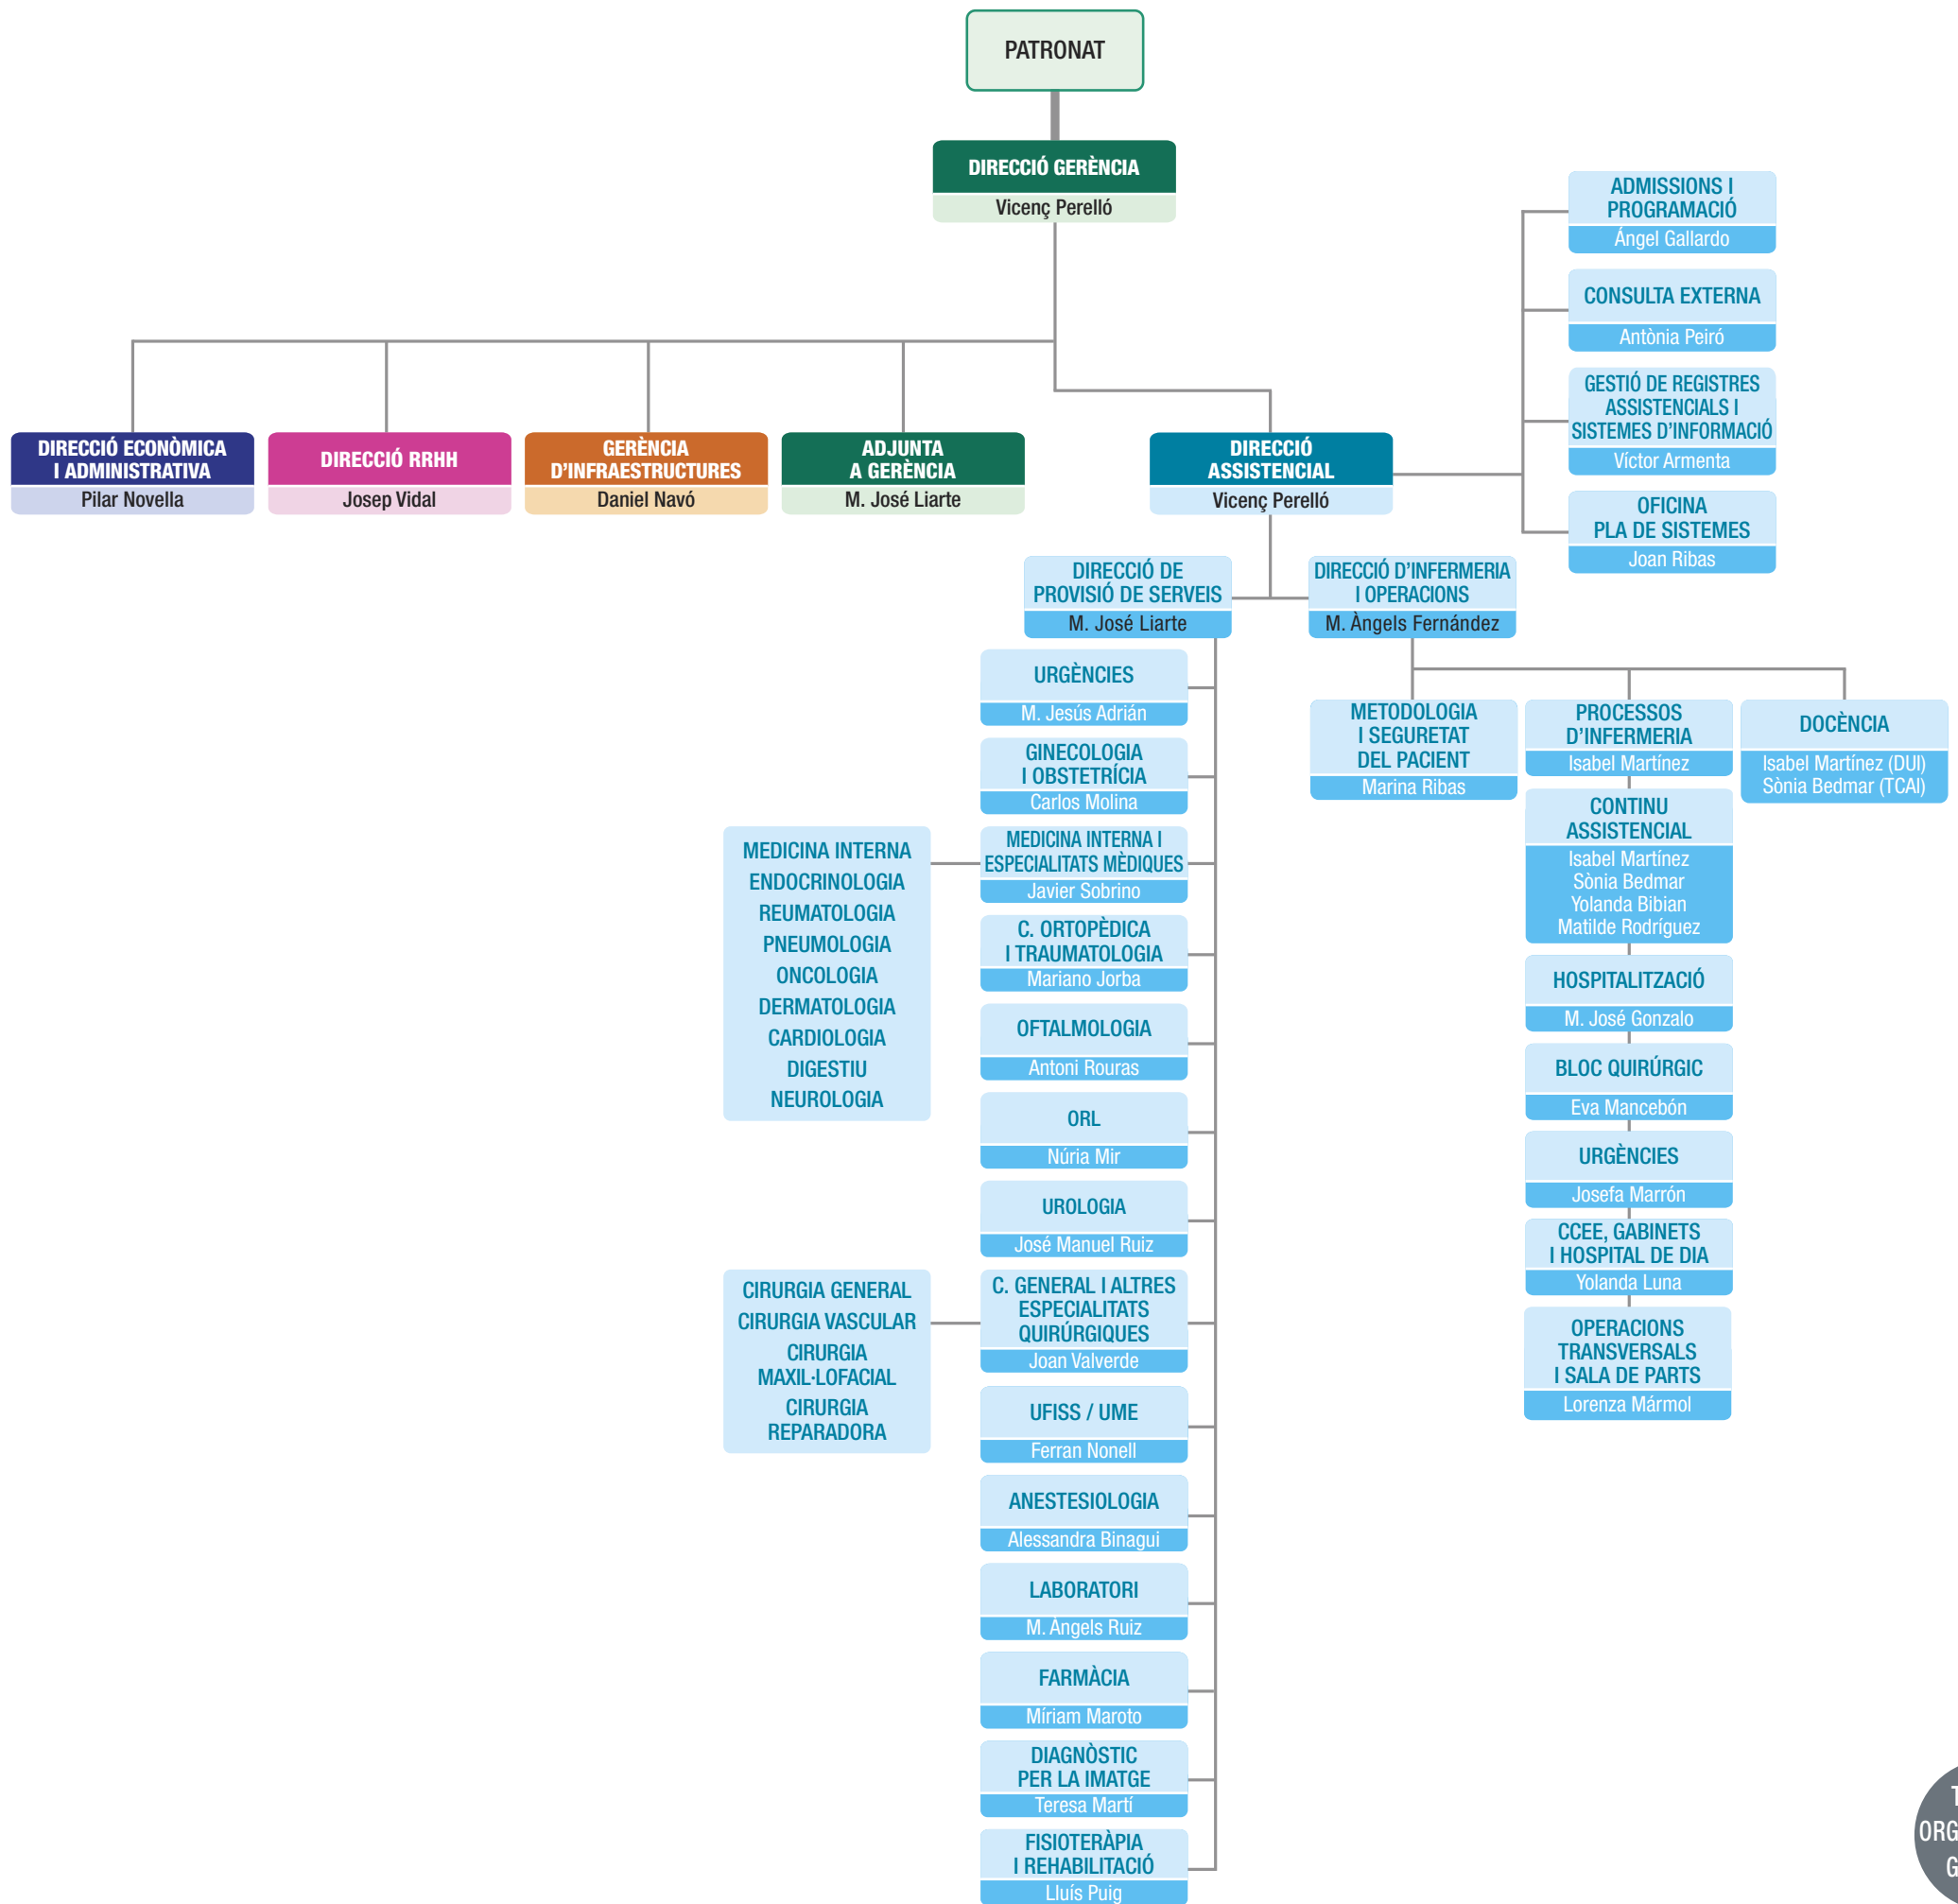 PATRONAT
DIRECCIÓ GERÈNCIA
Vicenç Perelló
ADMISSIONS I
PROGRAMACIÓ
Ángel Gallardo
CONSULTA EXTERNA
Antònia Peiró
GESTIÓ DE REGISTRES
ASSISTENCIALS I
SISTEMES D'INFORMACIÓ
Víctor Armenta
OFICINA
PLA DE SISTEMES
Joan Ribas
DIRECCIÓ ECONÒMICA
I ADMINISTRATIVA
Pilar Novella
DIRECCIÓ RRHH
Josep Vidal
GERÈNCIA
D'INFRAESTRUCTURES
Daniel Navó
ADJUNTA
A GERÈNCIA
M. José Liarte
DIRECCIÓ
ASSISTENCIAL
Vicenç Perelló
DIRECCIÓ DE
PROVISIÓ DE SERVEIS
M. José Liarte
DIRECCIÓ D'INFERMERIA
I OPERACIONS
M. Àngels Fernández
URGÈNCIES
M. Jesús Adrián
GINECOLOGIA
I OBSTETRÍCIA
Carlos Molina
MEDICINA INTERNA I
ESPECIALITATS MÈDIQUES
Javier Sobrino
MEDICINA INTERNA
ENDOCRINOLOGIA
REUMATOLOGIA
PNEUMOLOGIA
ONCOLOGIA
DERMATOLOGIA
CARDIOLOGIA
DIGESTIU
NEUROLOGIA
C. ORTOPÈDICA
I TRAUMATOLOGIA
Mariano Jorba
OFTALMOLOGIA
Antoni Rouras
ORL
Núria Mir
UROLOGIA
José Manuel Ruiz
C. GENERAL I ALTRES
ESPECIALITATS
QUIRÚRGIQUES
Joan Valverde
CIRURGIA GENERAL
CIRURGIA VASCULAR
CIRURGIA
MAXIL·LOFACIAL
CIRURGIA
REPARADORA
UFISS / UME
Ferran Nonell
ANESTESIOLOGIA
Alessandra Binagui
LABORATORI
M. Àngels Ruiz
FARMÀCIA
Míriam Maroto
DIAGNÒSTIC
PER LA IMATGE
Teresa Martí
FISIOTERÀPIA
I REHABILITACIÓ
Lluís Puig
METODOLOGIA
I SEGURETAT
DEL PACIENT
Marina Ribas
PROCESSOS
D'INFERMERIA
Isabel Martínez
DOCÈNCIA
Isabel Martínez (DUI)
Sònia Bedmar (TCAI)
CONTINU
ASSISTENCIAL
Isabel Martínez
Sònia Bedmar
Yolanda Bibian
Matilde Rodríguez
HOSPITALITZACIÓ
M. José Gonzalo
BLOC QUIRÚRGIC
Eva Mancebón
URGÈNCIES
Josefa Marrón
CCEE, GABINETS
I HOSPITAL DE DIA
Yolanda Luna
OPERACIONS
TRANSVERSALS
I SALA DE PARTS
Lorenza Mármol